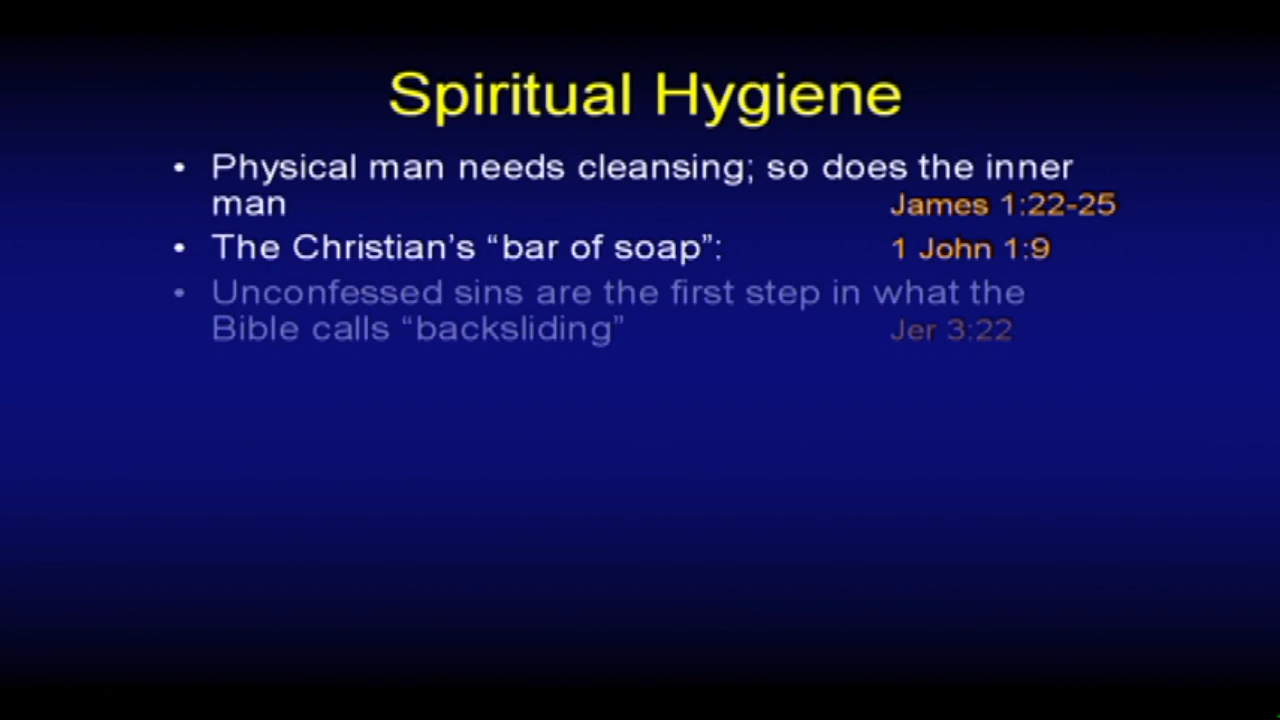 Spiritual Hygiene
• Physical man needs cleansing; so does the inner
man James 1:22-25
• The Christian’s “bar of soap”: 1 John 1:9
• Unconfessed sins are the first step in what the
Bible calls “backsliding” Jer 3:22